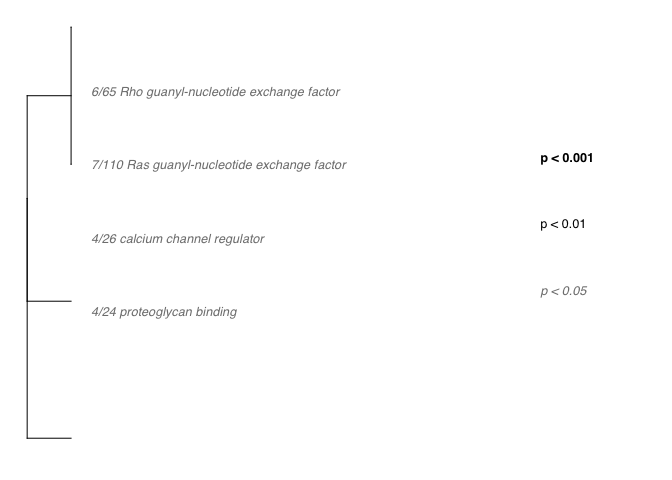 6/65 Rho guanyl-nucleotide exchange factor
7/110 Ras guanyl-nucleotide exchange factor
4/26 calcium channel regulator
4/24 proteoglycan binding
p < 0.001
p < 0.01
p < 0.05